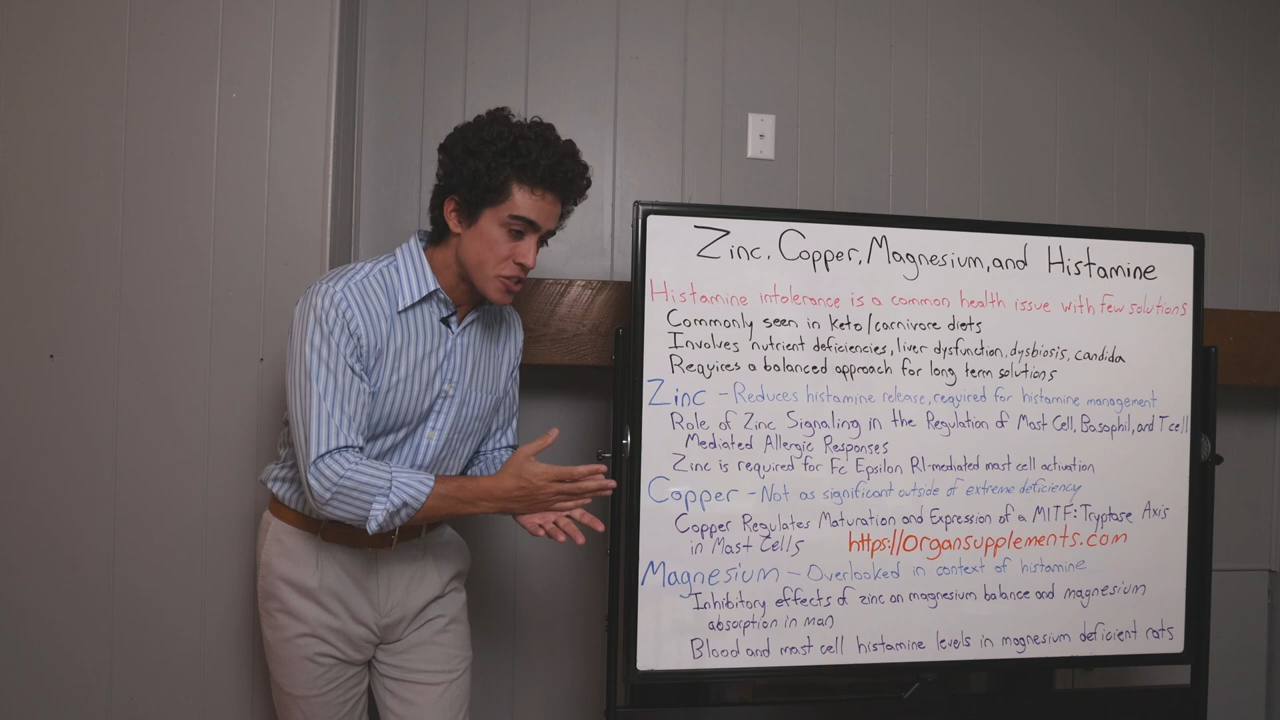 Zinc, Copper, Magnesium, and Histamine
Histamine intolerance is a common health issue with few solutions
Commonly seen in keto/carnivore diets
Involves nutrient deficiencies, liver dysfunction, dysbiosis, candida
Requires a balanced approach for long term solutions
Zinc - Reduces histamine release, required for histamine management
Role of Zinc Signaling in the Regulation of Mast Cell, Basophil, and T cell
Mediated Allergic Responses
Zinc is required for Fc Epsilon RI-mediated mast cell activation
Copper - Not as significant outside of extreme deficiency
Copper Regulates Maturation and Expression of a MITF: Tryptase Axis
in Mast Cells https://Organsupplements.com
Magnesium - Overlooked in context of histamine
Inhibitory effects of zinc on magnesium balance and magnesium
absorption in man
Blood and mast cell histamine levels in magnesium deficient rats